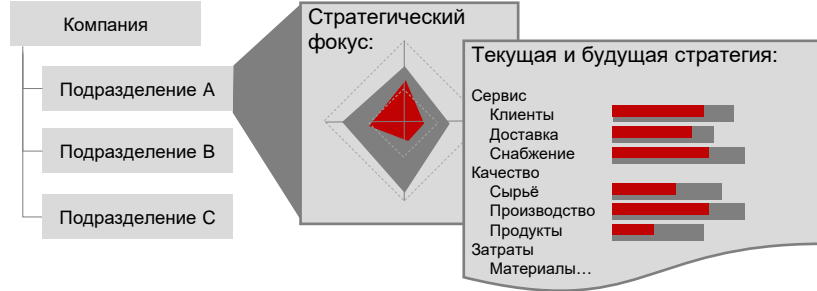 Компания
Подразделение A
Подразделение B
Подразделение C
Стратегический
фокус:
Текущая и будущая стратегия:
Сервис
Клиенты
Доставка
Снабжение
Качество
Сырьё
Производство
Продукты
Затраты
Материалы…